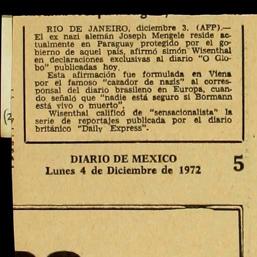 RIO DE JANEIRO, diciembre 3. (AFP).—
El ex nazi alemán Joseph Mengele reside ac-
tualmente en Paraguay protegido por el go-
bierno de aquel país, afirmó simón Wisenthal
en declaraciones exclusivas al diario "O Glo-
bo" publicadas hoy.
Esta afirmación fue formulada en Viena
por el famoso "cazador de nazis" al corres-
ponsal del diario brasileño en Europa, cuan-
do señaló que "nadie está seguro si Bormann
está vivo o muerto".
Wisenthal calificó de "sensacionalista" la
serie de reportajes publicada por el diario
británico "Daily Express".
DIARIO DE MEXICO 5
Lunes 4 de Diciembre de 1972